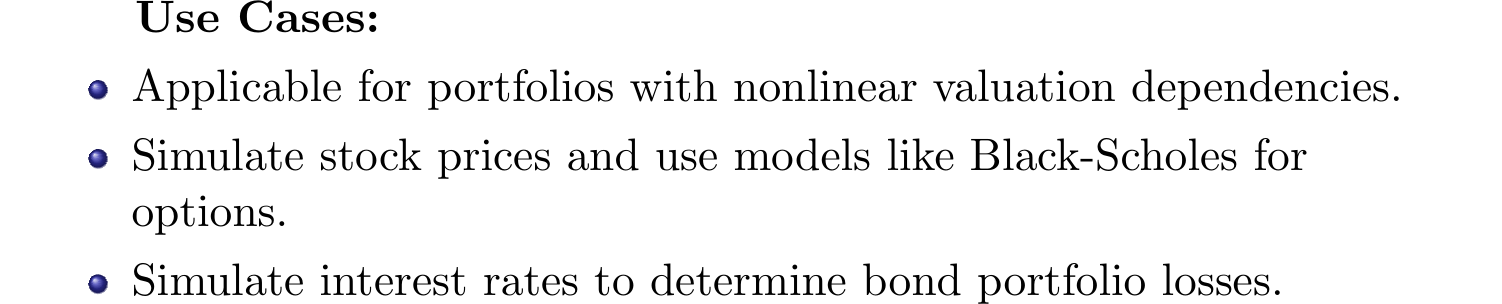 Use Cases:
Applicable for portfolios with nonlinear valuation dependencies.
Simulate stock prices and use models like Black-Scholes for
options.
Simulate interest rates to determine bond portfolio losses.